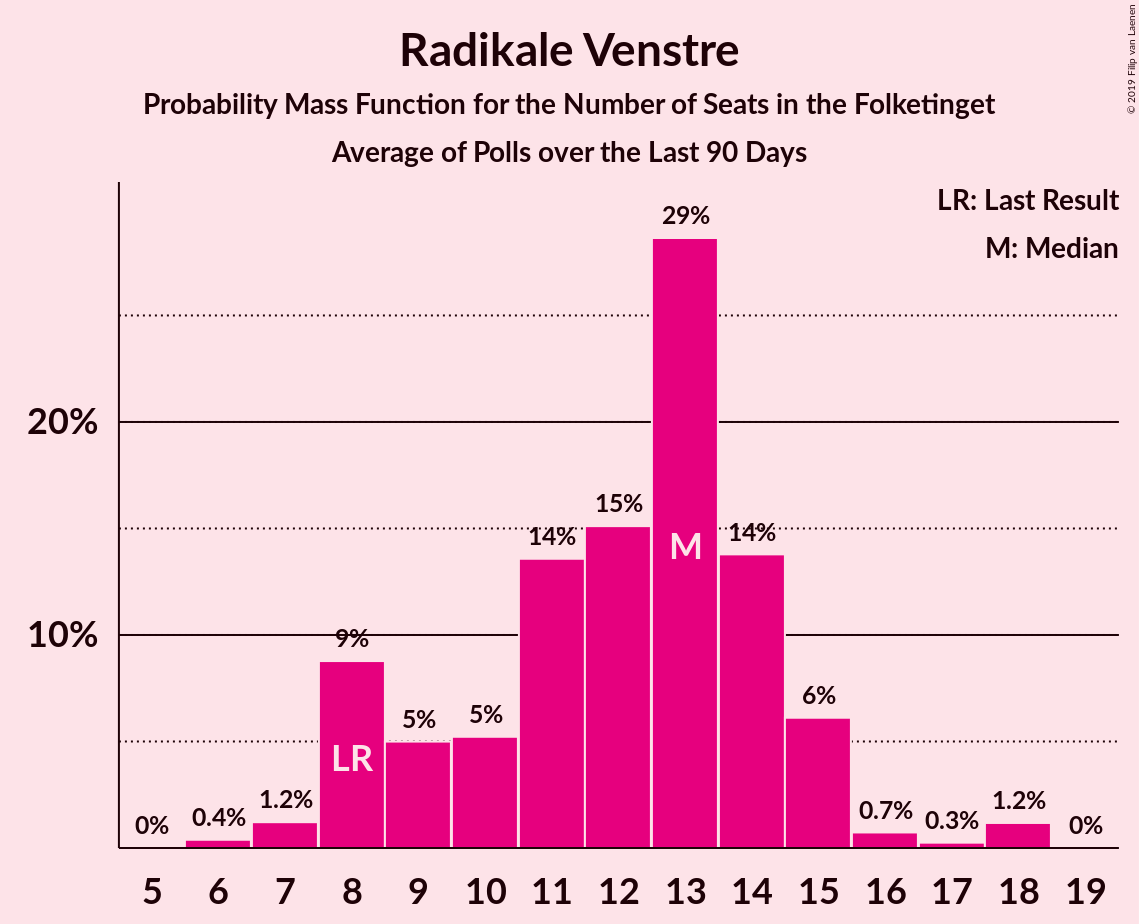 Radikale Venstre
Probability Mass Function for the Number of Seats in the Folketinget
Average of Polls over the Last 90 Days
© 2019 Filip van Laenen
LR: Last Result
M: Median
20%
10%
0%
0.4%
1.2%
9%
5%
5%
14%
15%
29%
14%
6%
0.7%
0.3%
1.2%
0%
LR
M
5 6 7 8 9 10 11 12 13 14 15 16 17 18 19